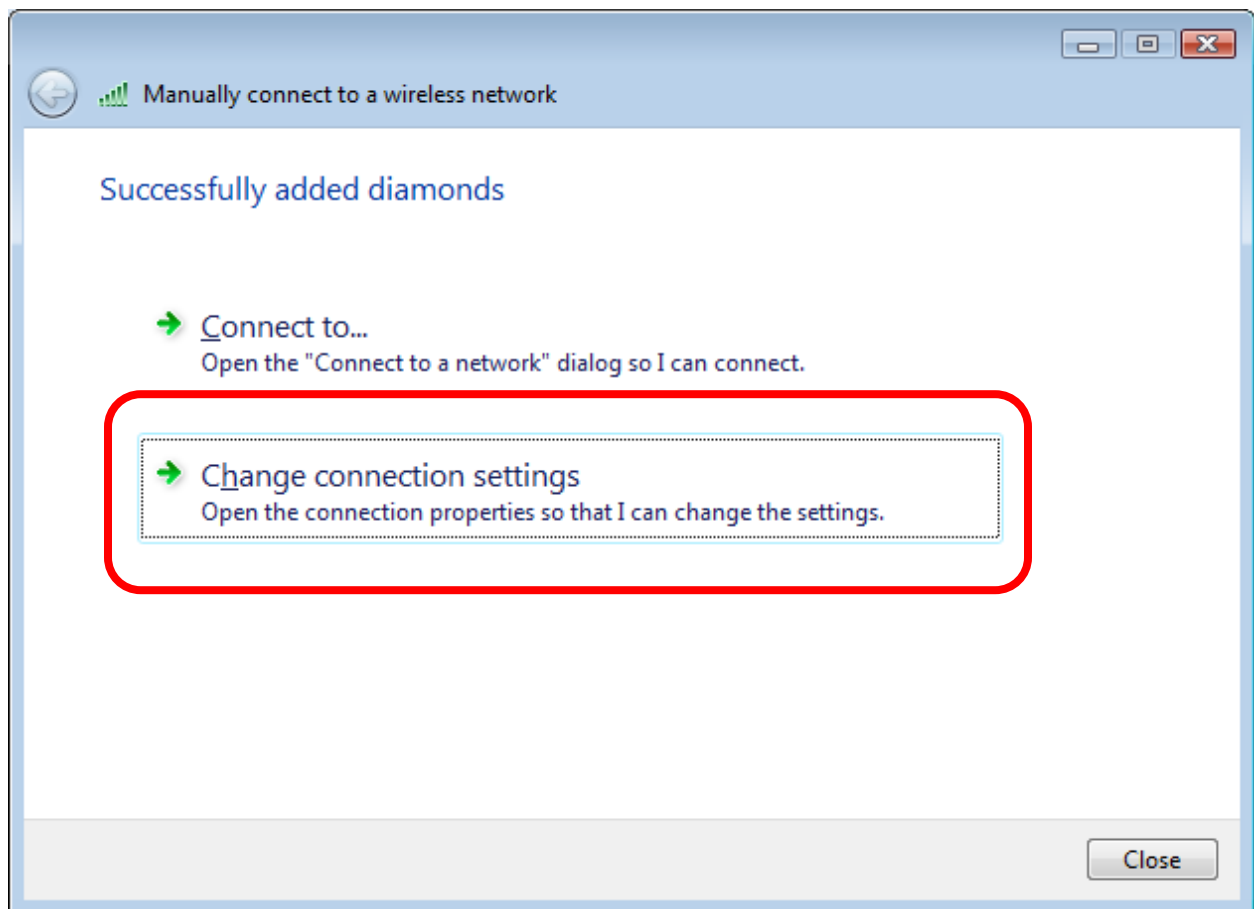 Manually connect to a wireless network
Successfully added diamonds
Connect to...
Open the "Connect to a network" dialog so I can connect.
Change connection settings
Open the connection properties so that I can change the settings.
Close